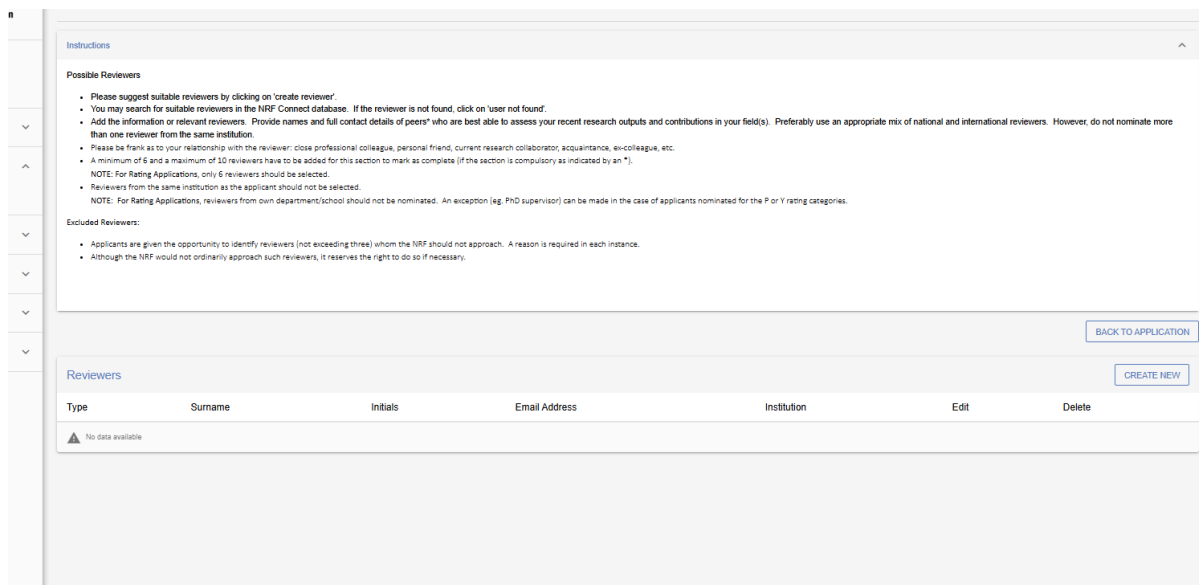 n
Instructions
Possible Reviewers
• Please suggest suitable reviewers by clicking on 'create reviewer'.
• You may search for suitable reviewers in the NRF Connect database. If the reviewer is not found, click on 'user not found'.
• Add the information or relevant reviewers. Provide names and full contact details of peers* who are best able to assess your recent research outputs and contributions in your field(s). Preferably use an appropriate mix of national and international reviewers. However, do not nominate more
than one reviewer from the same institution.
• Please be frank as to your relationship with the reviewer: close professional colleague, personal friend, current research collaborator, acquaintance, ex-colleague, etc.
• A minimum of 6 and a maximum of 10 reviewers have to be added for this section to mark as complete (if the section is compulsory as indicated by an *).
NOTE: For Rating Applications, only 6 reviewers should be selected.
• Reviewers from the same institution as the applicant should not be selected.
NOTE: For Rating Applications, reviewers from own department/school should not be nominated. An exception (eg. PhD supervisor) can be made in the case of applicants nominated for the P or Y rating categories.
Excluded Reviewers:
• Applicants are given the opportunity to identify reviewers (not exceeding three) whom the NRF should not approach. A reason is required in each instance.
• Although the NRF would not ordinarily approach such reviewers, it reserves the right to do so if necessary.
BACK TO APPLICATION
Reviewers CREATE NEW
Type Surname Initials Email Address Institution Edit Delete
No data available